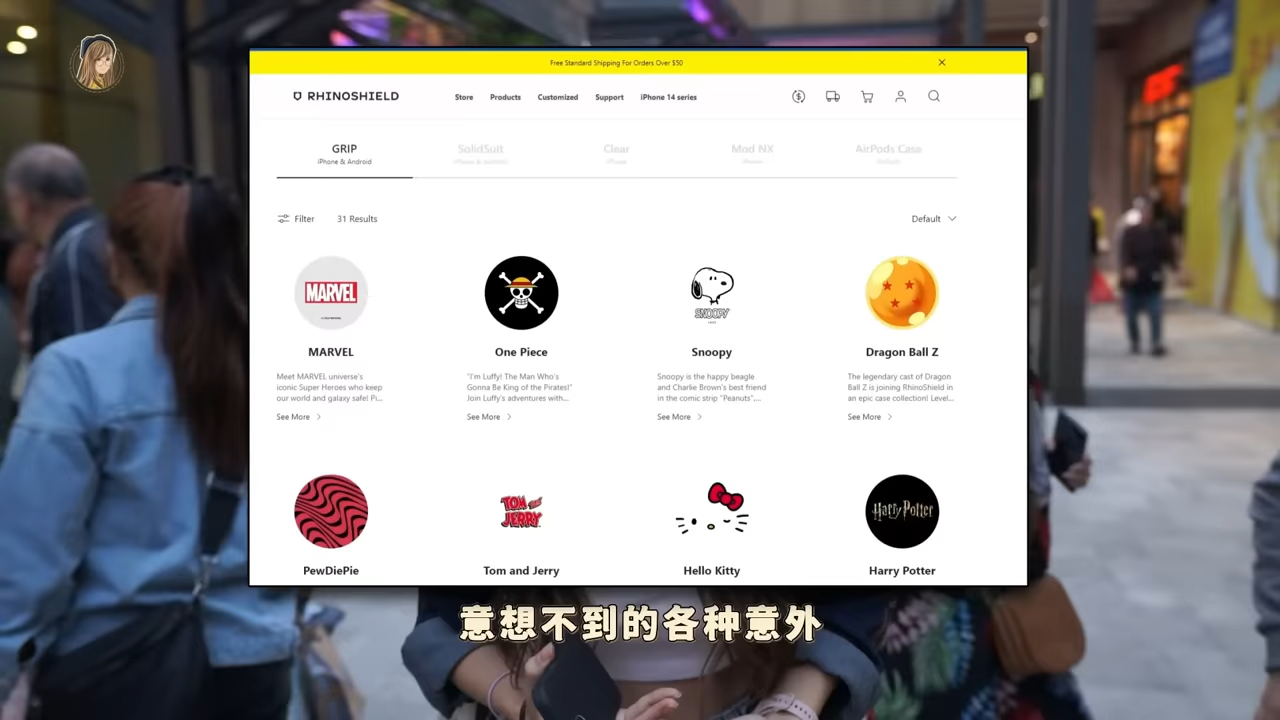 Free Standard Shipping For Orders Over $50
RHINOSHIELD
Store Products Customized Support iPhone 14 series
GRIP SolidSuit Clear Mod NX AirPods Case
iPhone & Android
Filter 31 Results Default
MARVEL
SNOOPY
MARVEL One Piece Snoopy Dragon Ball Z
Meet MARVEL universe's
iconic Super Heroes who keep
our world and galaxy safe! Pi...
See More
"I'm Luffy! The Man Who's
Gonna Be King of the Pirates!"
Join Luffy's adventures with...
See More
Snoopy is the happy beagle
and Charlie Brown's best friend
in the comic strip "Peanuts",...
See More
The legendary cast of Dragon
Ball Z is joining RhinoShield in
an epic case collection! Level...
See More
TOM and JERRY
Harry Potter
PewDiePie Tom and Jerry Hello Kitty Harry Potter
意想不到的各种意外